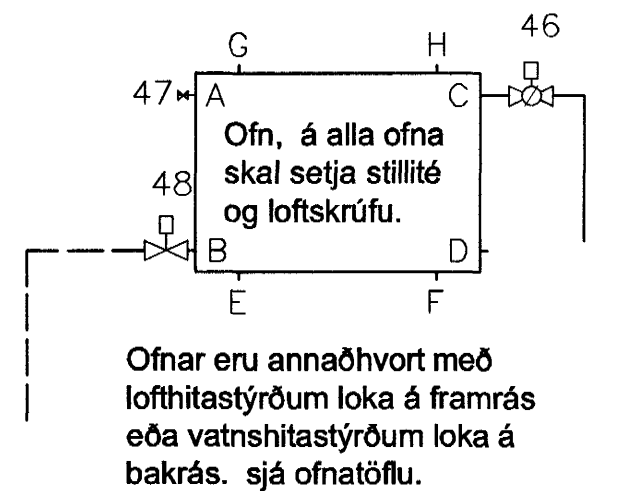 46
G H
47 A C
Ofn, á alla ofna
skal setja stillité
og loftskrúfu.
48
B D
E F
Ofnar eru annaðhvort með
lofthitastýrðum loka á framrás
eða vatnshitastýrðum loka á
bakrás. sjá ofnatöflu.